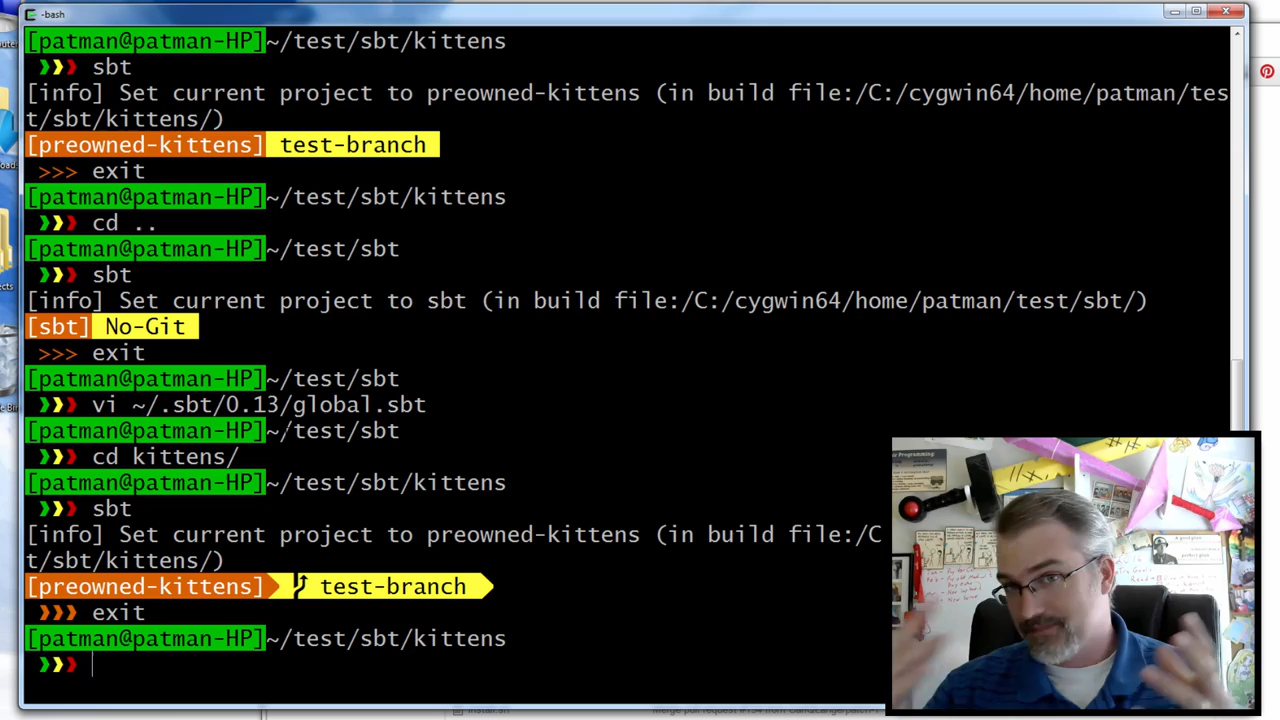 -bash
[patman@patman-HP]~/test/sbt/kittens
❯❯❯ sbt
[info] Set current project to preowned-kittens (in build file:/C:/cygwin64/home/patman/tes
t/sbt/kittens/)
[preowned-kittens] test-branch
>>> exit
[patman@patman-HP]~/test/sbt/kittens
❯❯❯ cd ..
[patman@patman-HP]~/test/sbt
❯❯❯ sbt
[info] Set current project to sbt (in build file:/C:/cygwin64/home/patman/test/sbt/)
[sbt] No-Git
>>> exit
[patman@patman-HP]~/test/sbt
❯❯❯ vi ~/.sbt/0.13/global.sbt
[patman@patman-HP]~/test/sbt
❯❯❯ cd kittens/
[patman@patman-HP]~/test/sbt/kittens
❯❯❯ sbt
[info] Set current project to preowned-kittens (in build file:/C
t/sbt/kittens/)
[preowned-kittens] test-branch
❯❯❯ exit
[patman@patman-HP]~/test/sbt/kittens
❯❯❯